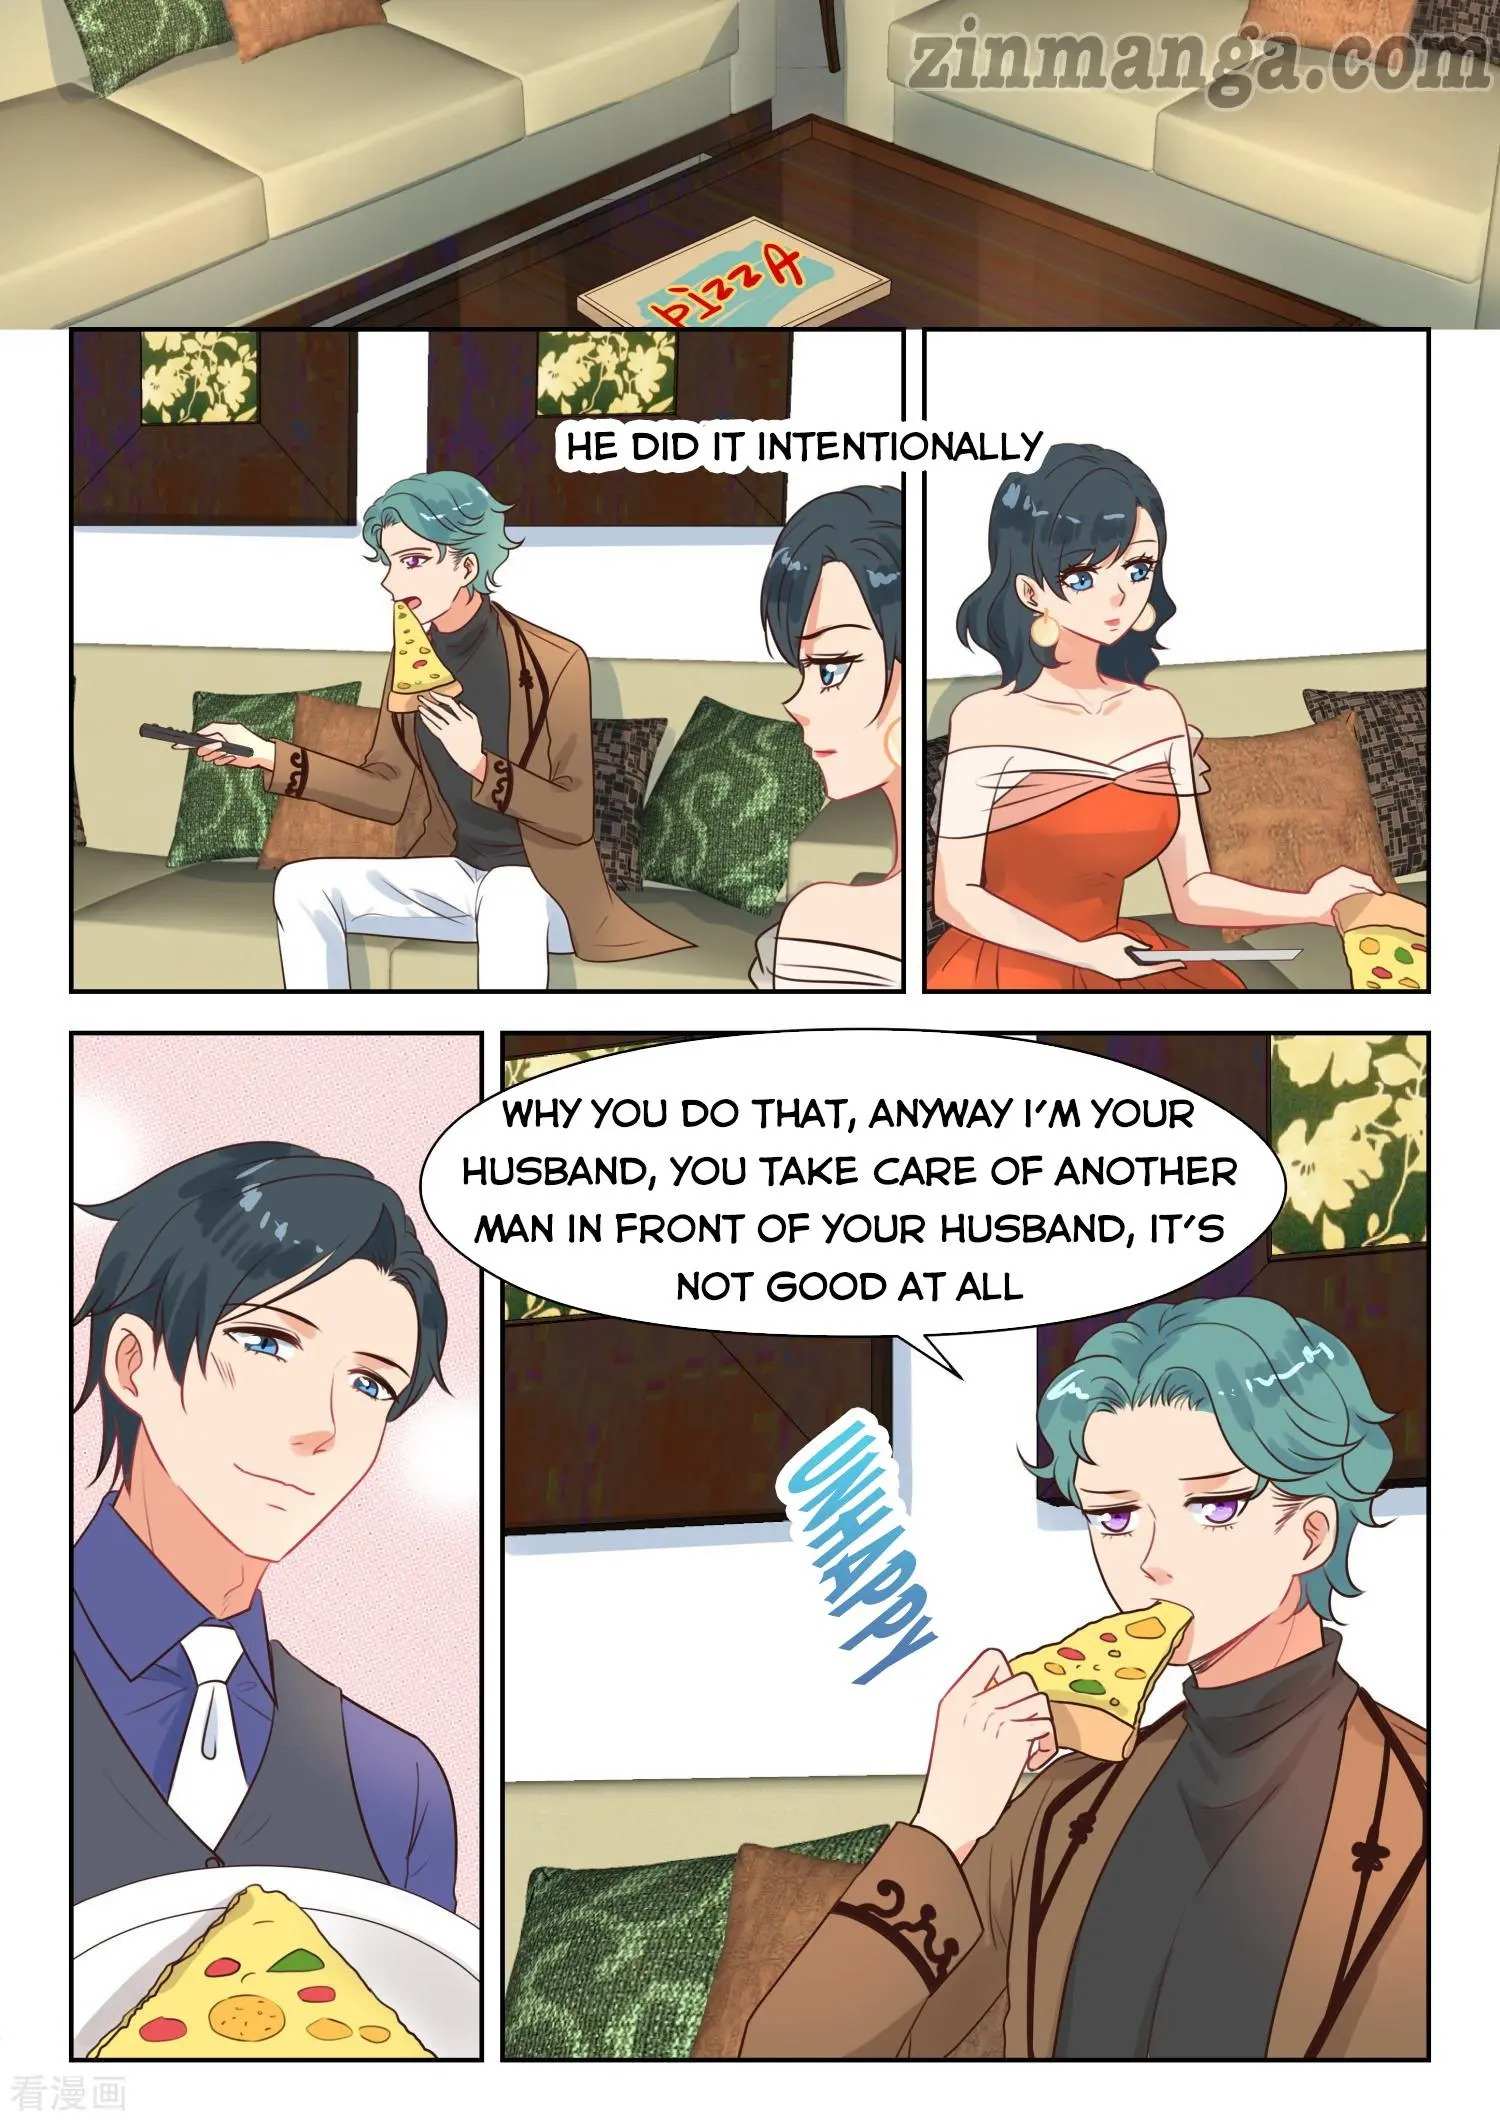 zinmanga.com
pizzA
HE DID IT INTENTIONALLY
WHY YOU DO THAT, ANYWAY I'M YOUR
HUSBAND, YOU TAKE CARE OF ANOTHER
MAN IN FRONT OF YOUR HUSBAND, IT'S
NOT GOOD AT ALL
UNHAPPY
看漫画